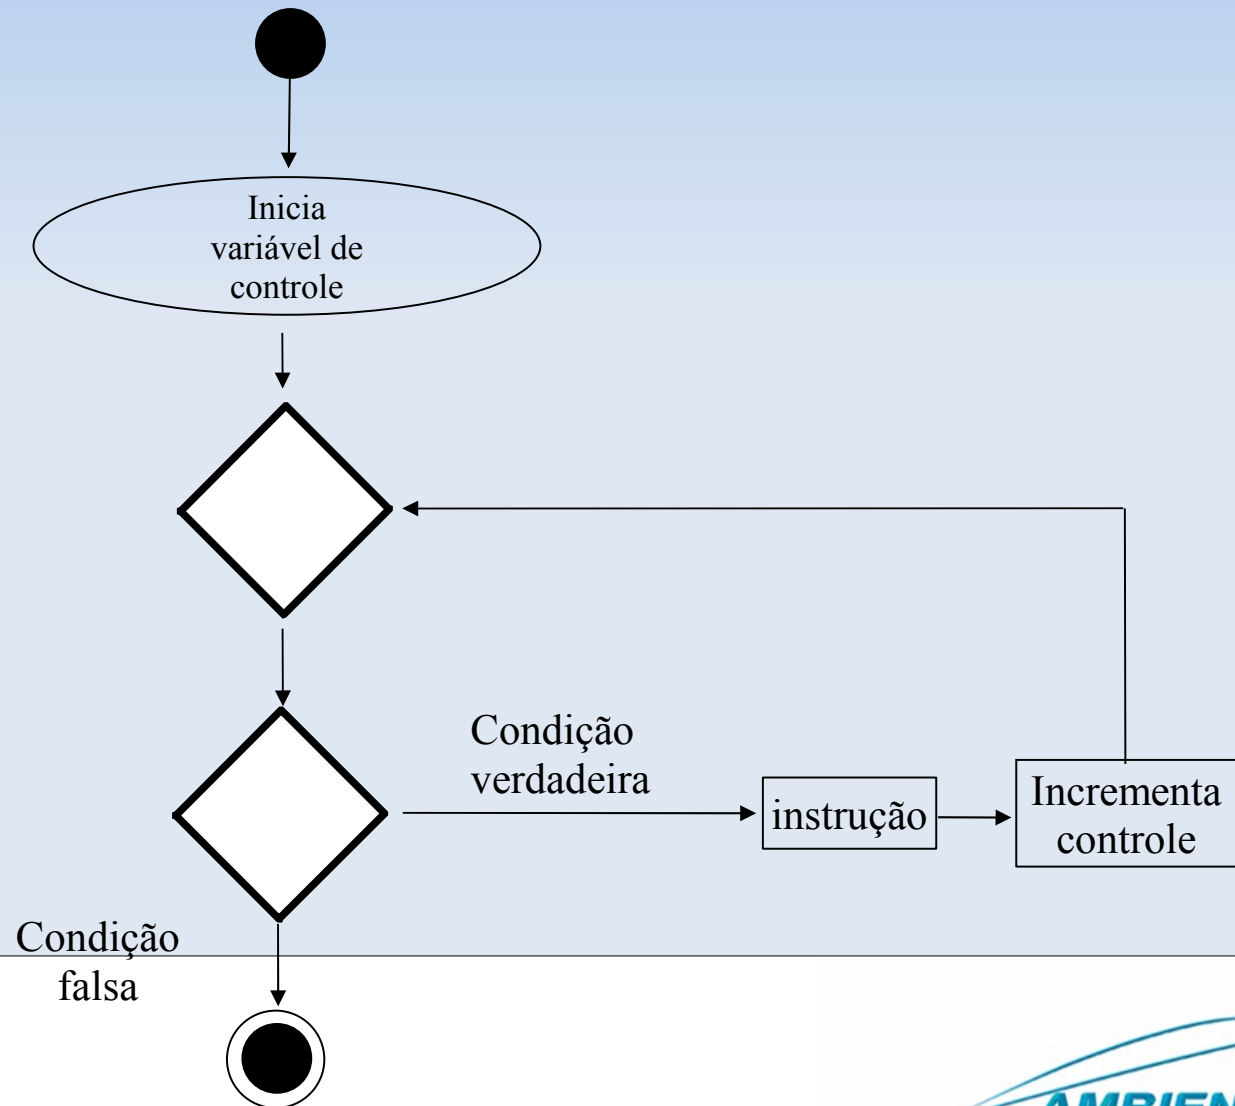 Inicia
variável de
controle
Condição
verdadeira
instrução
Incrementa
controle
Condição
falsa